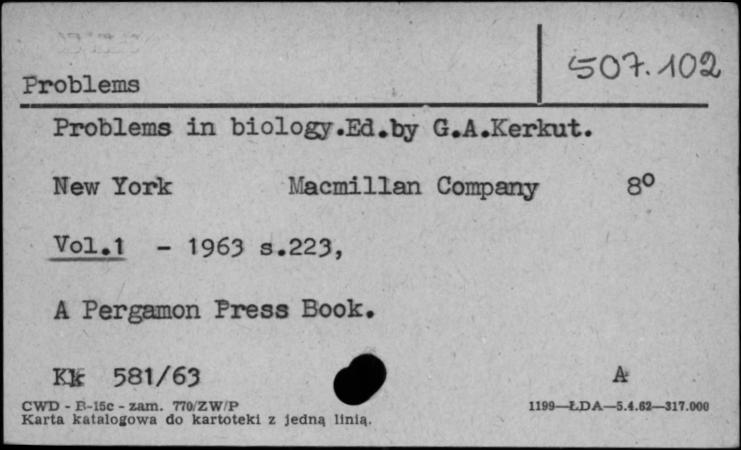 507.102
Problems
Problems in biology.Ed.by G.A.Kerkut.
New York Macmillan Company 8°
Vol.1 - 1963 s.223,
A Pergamon Press Book.
Kk 581/63 A
CWD - B-15c - zam. 770/ZW/P 1199—ŁDA—5.4.62—317.000
Karta katalogowa do kartoteki z jedną linią.